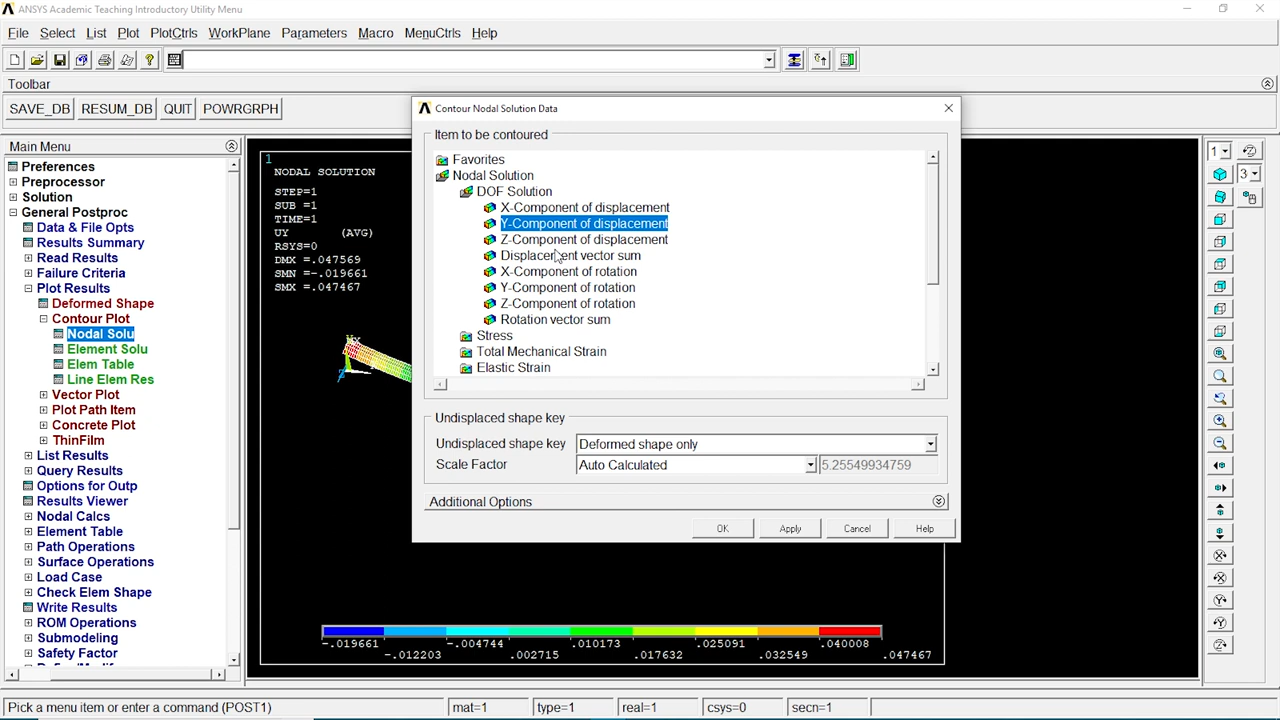 ANSYS Academic Teaching Introductory Utility Menu
File Select List Plot PlotCtrls WorkPlane Parameters Macro MenuCtrls Help
Toolbar
SAVE_DB RESUM_DB QUIT POWRGRPH
Main Menu
Preferences
Preprocessor
Solution
General Postproc
Data & File Opts
Results Summary
Read Results
Failure Criteria
Plot Results
Deformed Shape
Contour Plot
Nodal Solu
Element Solu
Elem Table
Line Elem Res
Vector Plot
Plot Path Item
Concrete Plot
ThinFilm
List Results
Query Results
Options for Outp
Results Viewer
Nodal Calcs
Element Table
Path Operations
Surface Operations
Load Case
Check Elem Shape
Write Results
ROM Operations
Submodeling
Safety Factor
1
NODAL SOLUTION
STEP=1
SUB =1
TIME=1
UY (AVG)
RSYS=0
DMX =.047569
SMN =-.019661
SMX =.047467
Z
Contour Nodal Solution Data
Item to be contoured
Favorites
Nodal Solution
DOF Solution
X-Component of displacement
Y-Component of displacement
Z-Component of displacement
Displacement vector sum
X-Component of rotation
Y-Component of rotation
Z-Component of rotation
Rotation vector sum
Stress
Total Mechanical Strain
Elastic Strain
Undisplaced shape key
Undisplaced shape key Deformed shape only
Scale Factor Auto Calculated 5.25549934759
Additional Options
OK Apply Cancel Help
-.019661 -.004744 .010173 .025091 .040008
-.012203 .002715 .017632 .032549 .047467
1
3
Pick a menu item or enter a command (POST1) mat=1 type=1 real=1 csys=0 secn=1